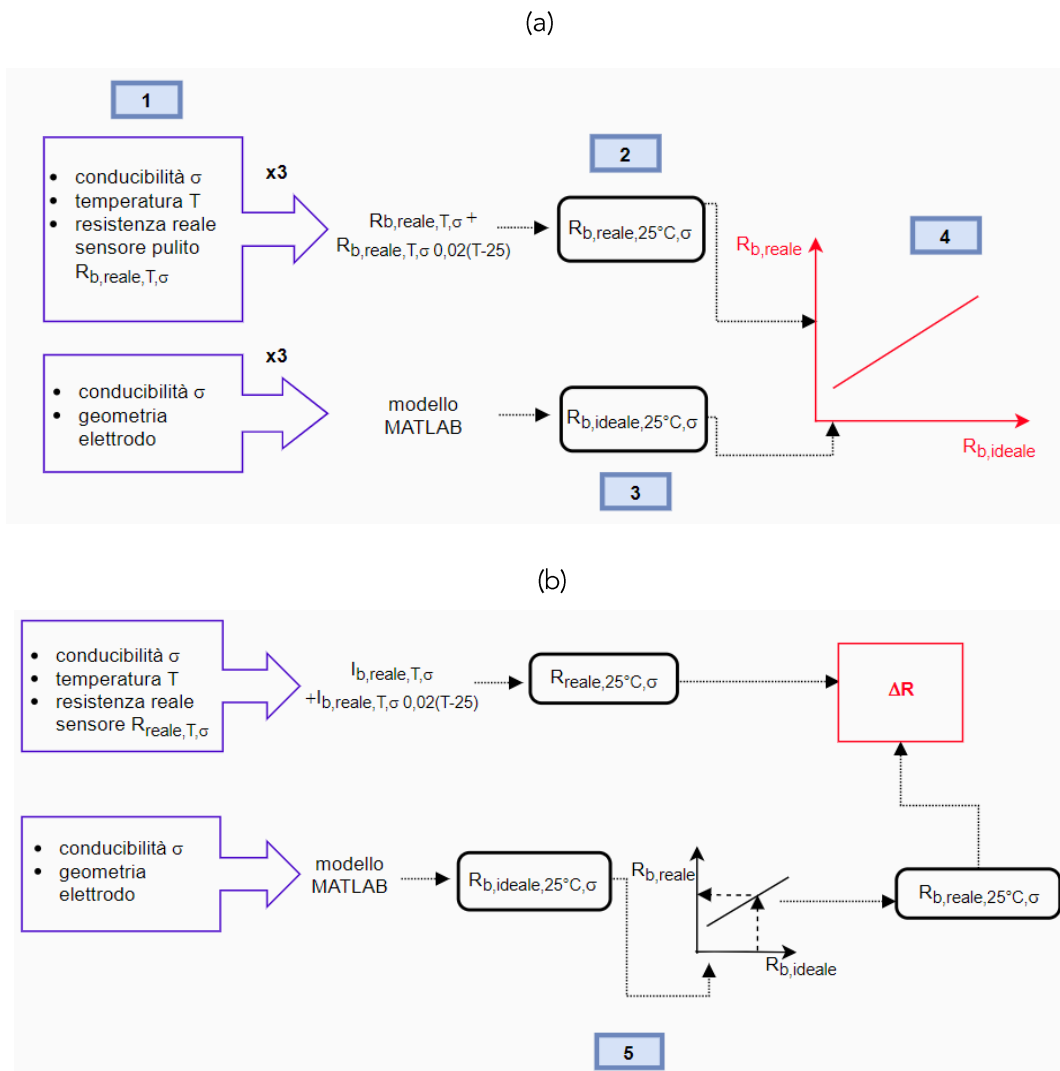 (a)
1
• conducibilità σ
• temperatura T
• resistenza reale
sensore pulito
Rb,reale,T,σ
x3
Rb,reale,T,σ +
Rb,reale,T,σ 0,02(T-25)
2
Rb,reale,25°C,σ
4
Rb,reale
Rb,ideale
• conducibilità σ
• geometria
elettrodo
x3
modello
MATLAB
Rb,ideale,25°C,σ
3
(b)
• conducibilità σ
• temperatura T
• resistenza reale
sensore Rreale,T,σ
Ib,reale,T,σ
+Ib,reale,T,σ 0,02(T-25)
Rreale,25°C,σ
ΔR
• conducibilità σ
• geometria
elettrodo
modello
MATLAB
Rb,ideale,25°C,σ
Rb,reale
Rb,ideale
Rb,reale,25°C,σ
5